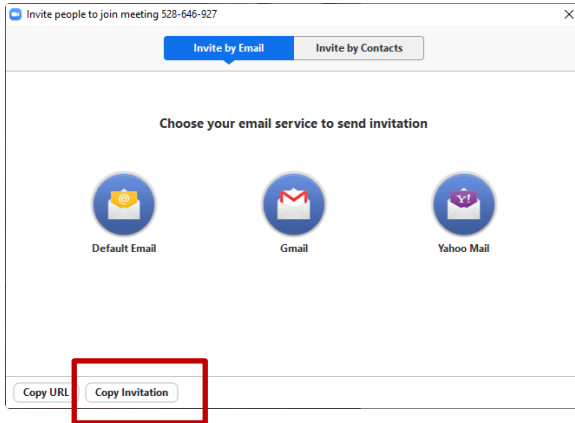 Invite people to join meeting 528-646-927
Invite by Email Invite by Contacts
Choose your email service to send invitation
@ Y!
Default Email Gmail Yahoo Mail
Copy URL Copy Invitation